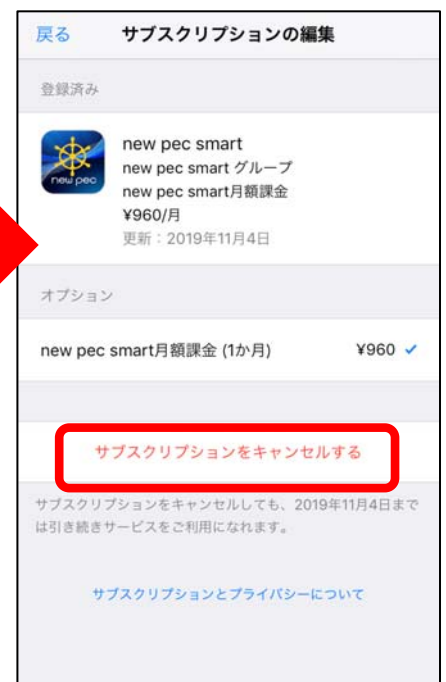 戻る サブスクリプションの編集
登録済み
new pec
new pec smart
new pec smart グループ
new pec smart月額課金
¥960/月
更新：2019年11月4日
オプション
new pec smart月額課金 (1か月) ¥960
サブスクリプションをキャンセルする
サブスクリプションをキャンセルしても、2019年11月4日まで
は引き続きサービスをご利用になれます。
サブスクリプションとプライバシーについて